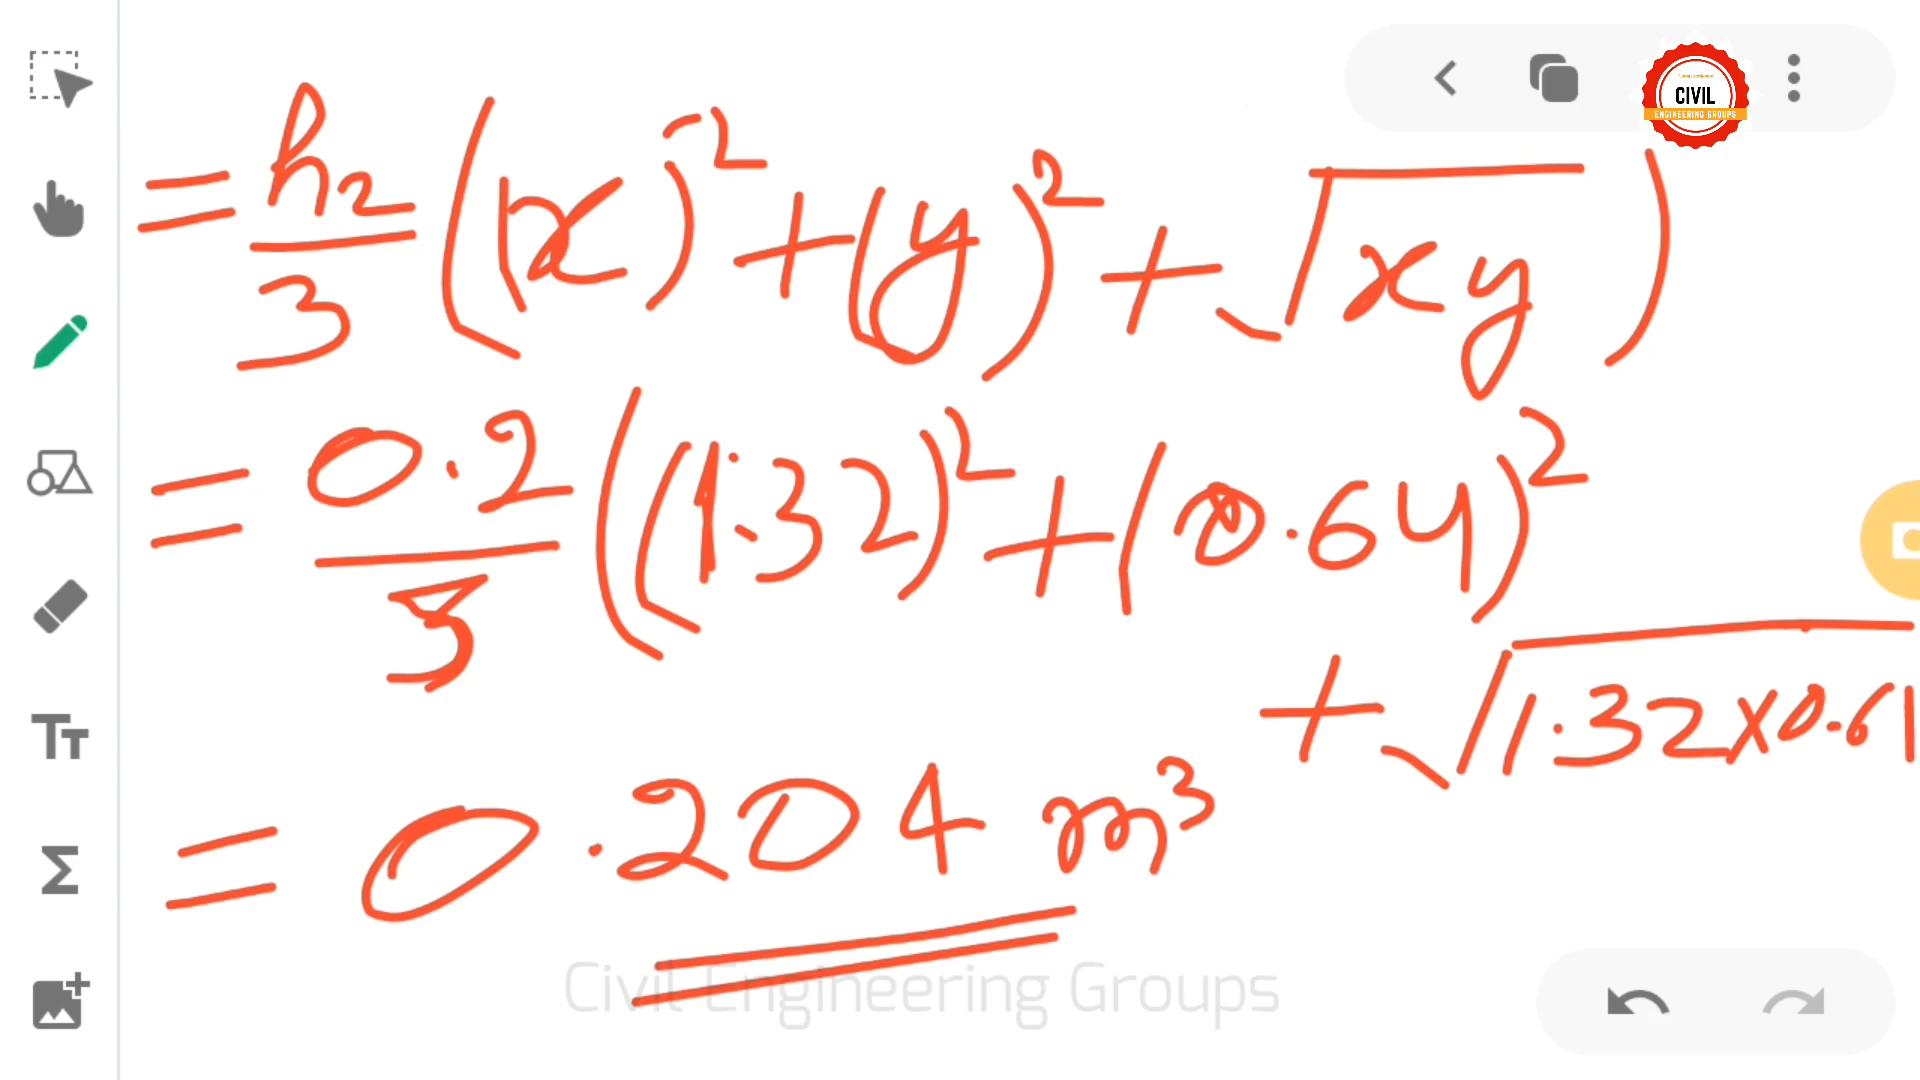 CIVIL
ENGINEERING GROUPS
= h2/3 (x)² + (y)² + √xy )
= 0.2/3 ((1.32)² + (0.64)²
+ √1.32×0.6
= 0.204 m³
Civil Engineering Groups
Tт
Σ